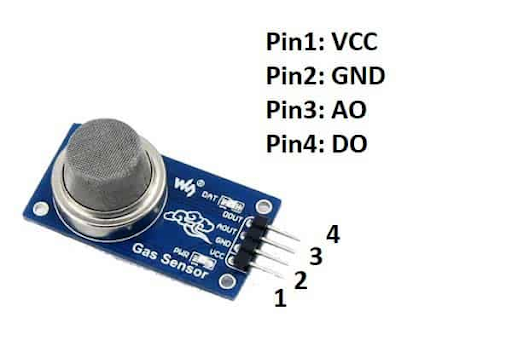 Pin1: VCC
Pin2: GND
Pin3: AO
Pin4: DO
DAT
DOUT
AOUT
GND
VCC
PWR
Gas Sensor
4
3
2
1